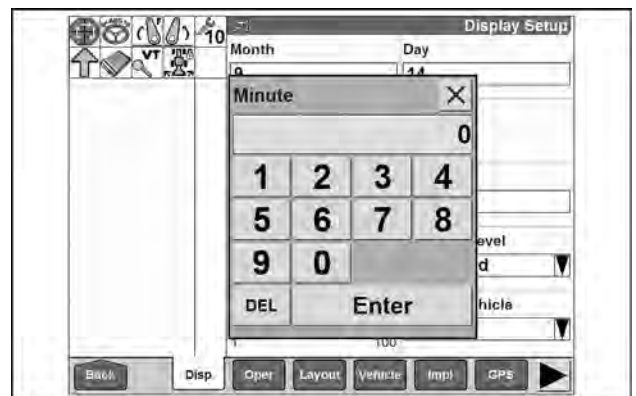 10
Display Setup
VT
Month Day
9 14
Minute
0
1 2 3 4
5 6 7 8
9 0
evel
d
DEL Enter
hicle
1 100
Back Disp Oper Layout Vehicle Impl GPS